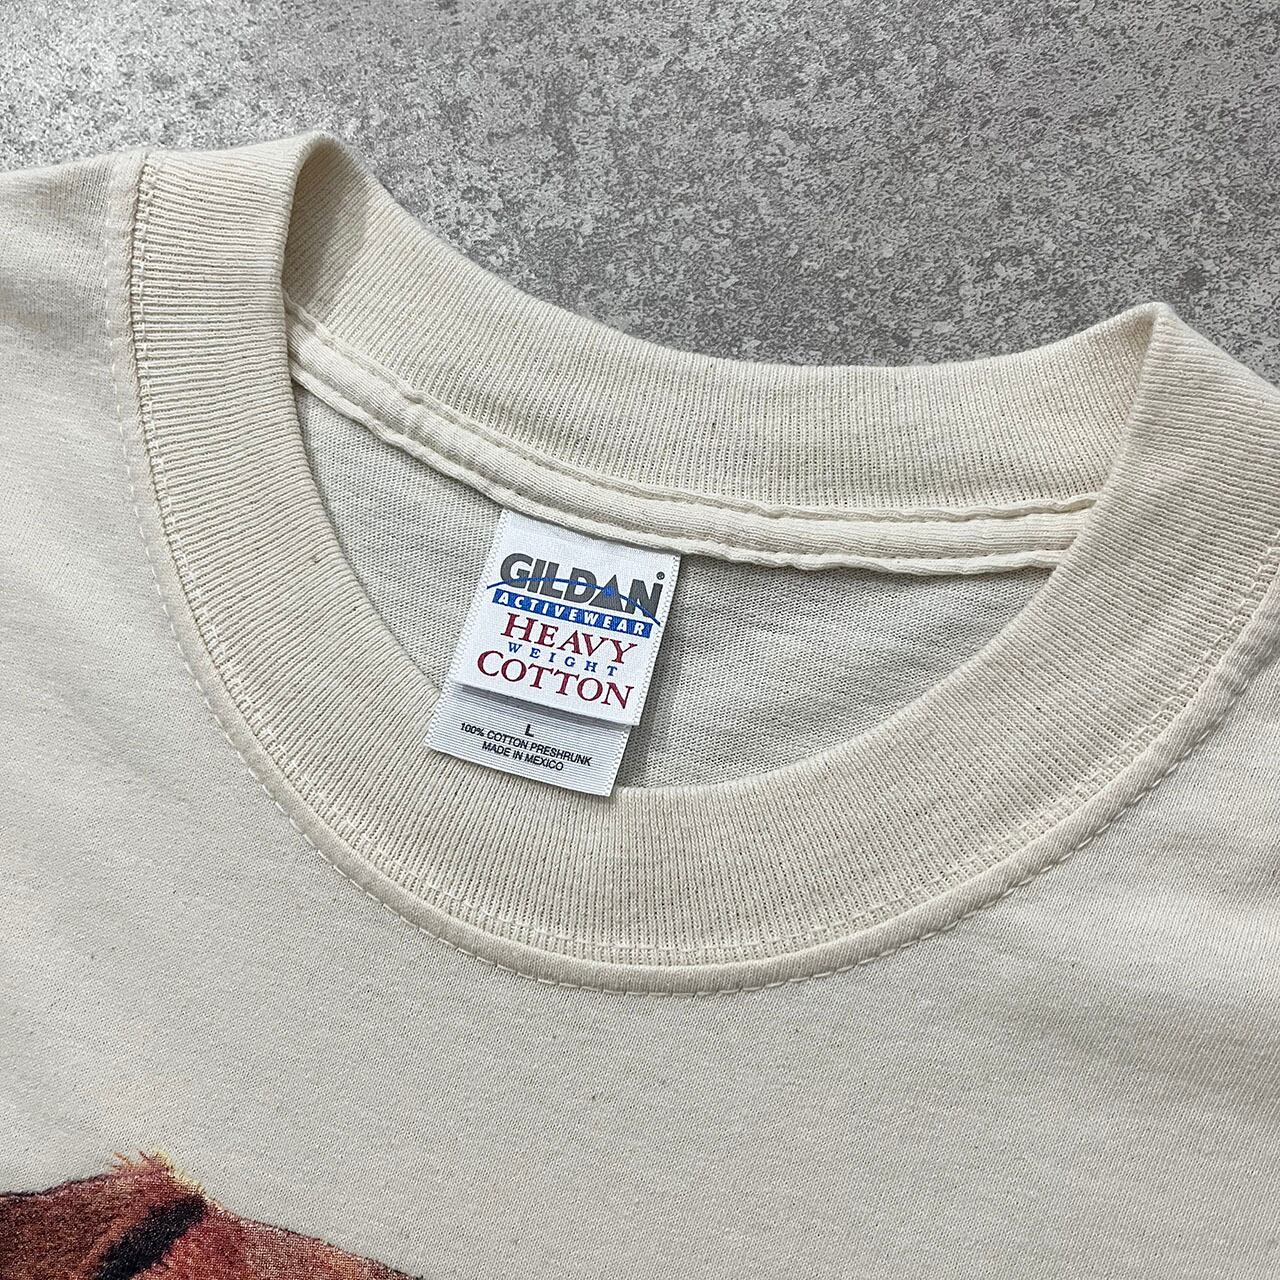 GILDAN®
ACTIVEWEAR
HEAVY
WEIGHT
COTTON
L
100% COTTON PRESHRUNK
MADE IN MEXICO